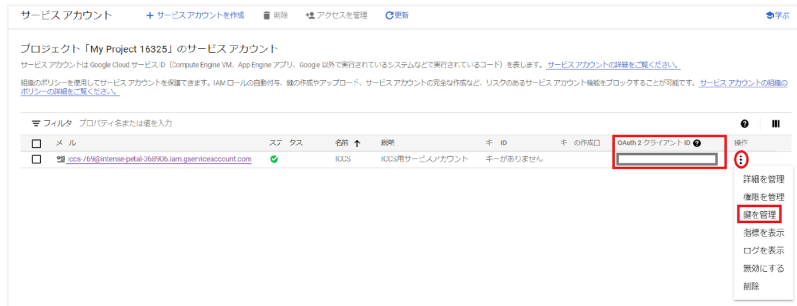 サービス アカウント ＋ サービスアカウントを作成 削除 アクセスを管理 更新 学ぶ
プロジェクト「My Project 16325」のサービス アカウント
サービス アカウントは Google Cloud サービス ID（Compute Engine VM、App Engine アプリ、Google 以外で実行されているシステムなどで実行されているコード）を表します。サービスアカウントの詳細をご覧ください。
組織のポリシーを使用してサービス アカウントを保護できます。IAM ロールの自動付与、鍵の作成やアップロード、サービスアカウントの完全な作成など、リスクのあるサービス アカウント機能をブロックすることが可能です。サービス アカウントの組織の
ポリシーの詳細をご覧ください。
フィルタ プロパティ名または値を入力
メ ル ステ タス 名前 ↑ 説明 キ ID キ の作成 OAuth 2 クライアント ID 操作
iccs-769@intense-petal-368906.iam.gserviceaccount.com ICCS ICCS用サービスアカウント キーがありません
詳細を管理
権限を管理
鍵を管理
指標を表示
ログを表示
無効にする
削除